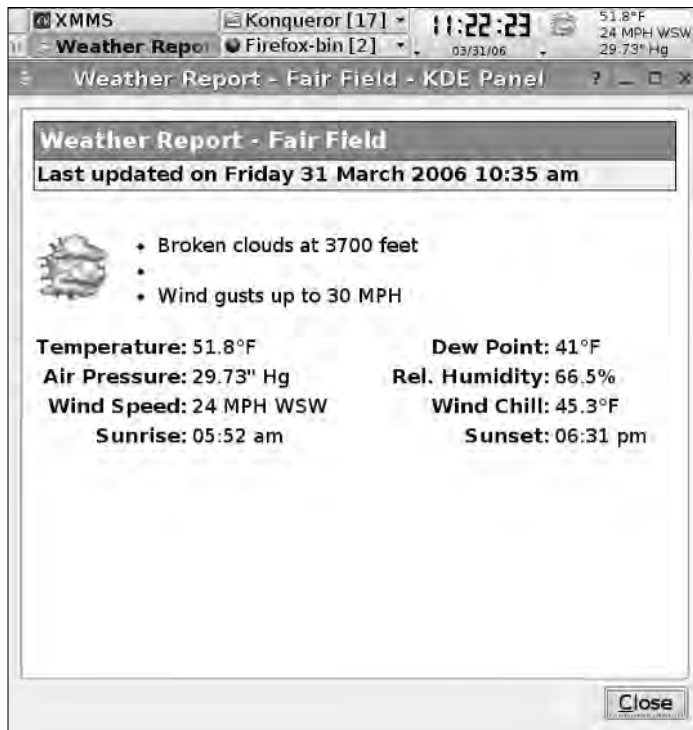 XMMS Konqueror [17] 11:22:23 51.8°F
24 MPH WSW
Weather Repo Firefox-bin [2] 03/31/06 29.73" Hg
Weather Report - Fair Field - KDE Panel
Weather Report - Fair Field
Last updated on Friday 31 March 2006 10:35 am
• Broken clouds at 3700 feet
•
• Wind gusts up to 30 MPH
Temperature: 51.8°F Dew Point: 41°F
Air Pressure: 29.73" Hg Rel. Humidity: 66.5%
Wind Speed: 24 MPH WSW Wind Chill: 45.3°F
Sunrise: 05:52 am Sunset: 06:31 pm
Close